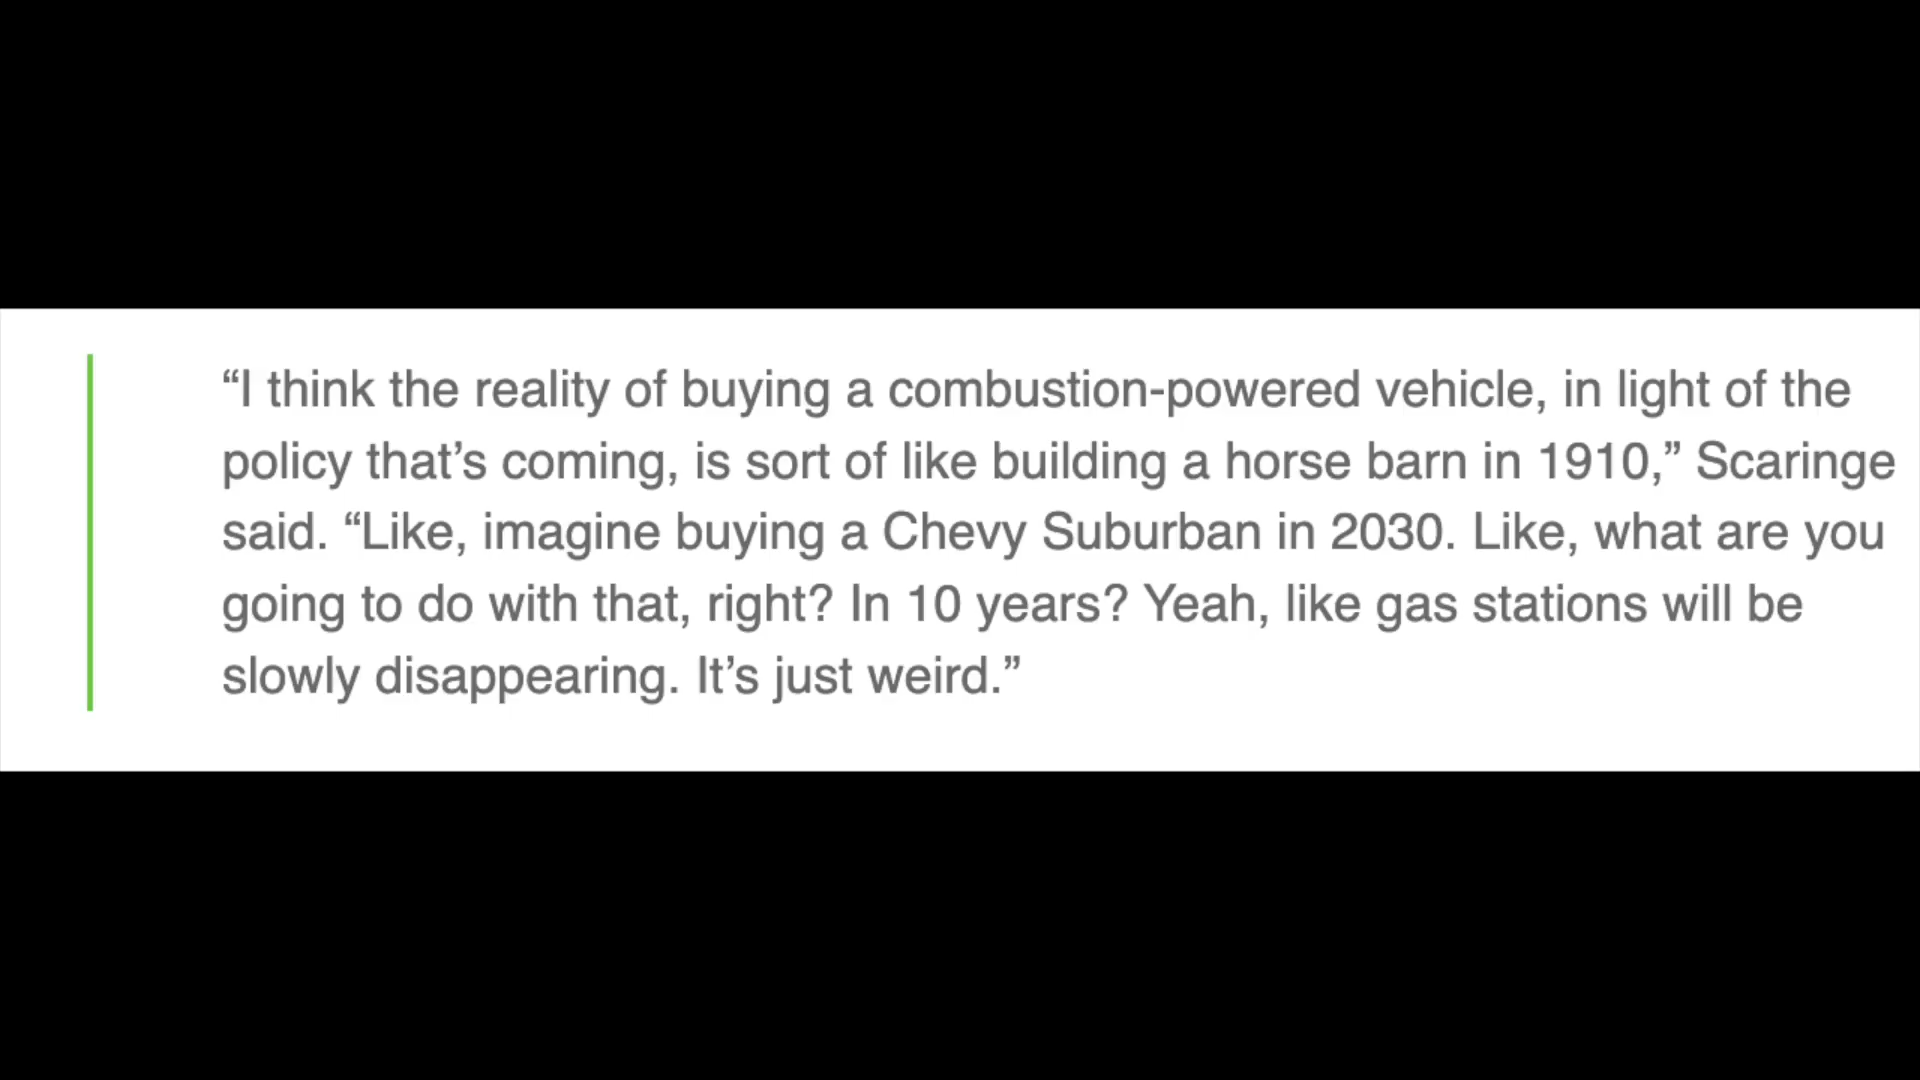 “I think the reality of buying a combustion-powered vehicle, in light of the
policy that’s coming, is sort of like building a horse barn in 1910,” Scaringe
said. “Like, imagine buying a Chevy Suburban in 2030. Like, what are you
going to do with that, right? In 10 years? Yeah, like gas stations will be
slowly disappearing. It’s just weird.”